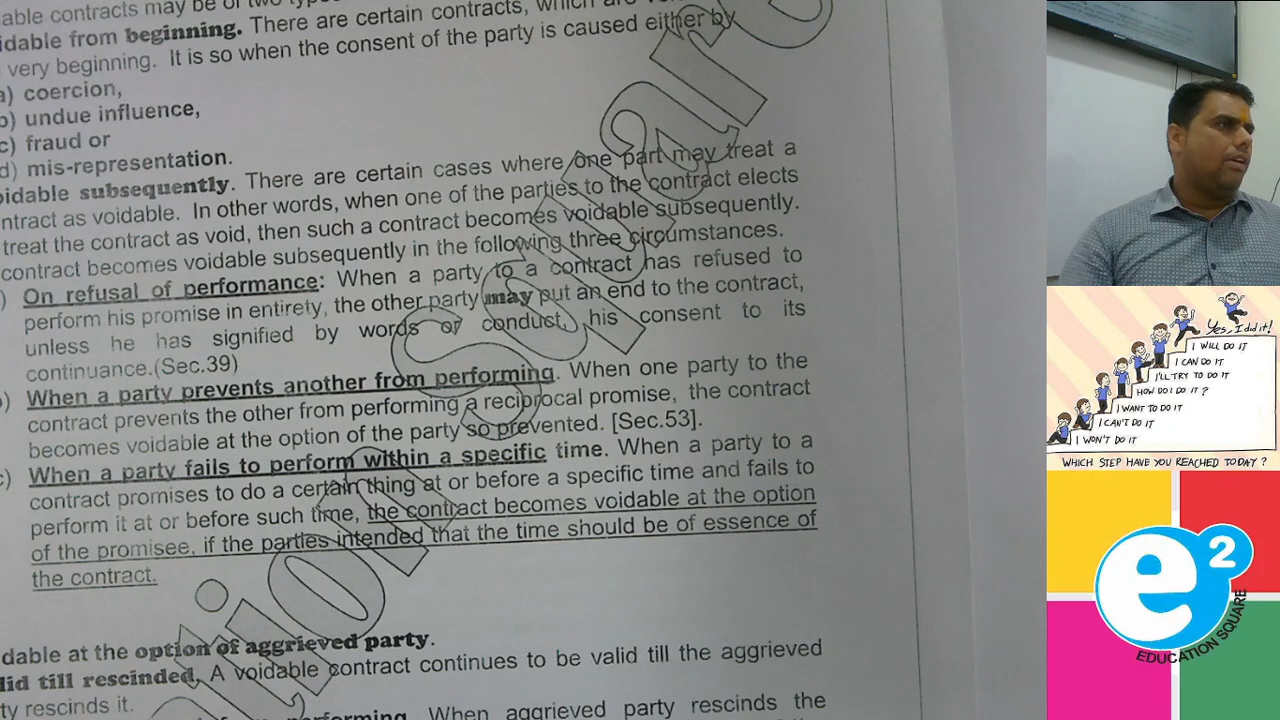 able contracts may be of two types
idable from beginning. There are certain contracts, which are
very beginning. It is so when the consent of the party is caused either by
a) coercion,
b) undue influence,
c) fraud or
d) mis-representation.
oidable subsequently. There are certain cases where one part may treat a
ntract as voidable. In other words, when one of the parties to the contract elects
treat the contract as void, then such a contract becomes voidable subsequently.
contract becomes voidable subsequently in the following three circumstances.
) On refusal of performance: When a party to a contract has refused to
perform his promise in entirety, the other party may put an end to the contract,
unless he has signified by words or conduct, his consent to its
continuance.(Sec.39)
) When a party prevents another from performing. When one party to the
contract prevents the other from performing a reciprocal promise, the contract
becomes voidable at the option of the party so prevented. [Sec.53].
c) When a party fails to perform within a specific time. When a party to a
contract promises to do a certain thing at or before a specific time and fails to
perform it at or before such time, the contract becomes voidable at the option
of the promisee, if the parties intended that the time should be of essence of
the contract.
dable at the option of aggrieved party.
lid till rescinded. A voidable contract continues to be valid till the aggrieved
ty rescinds it.
performing. When aggrieved party rescinds the
Yes, I did it!
I WILL DO IT
I CAN DO IT
I'LL TRY TO DO IT
HOW DO I DO IT?
I WANT TO DO IT
I CAN'T DO IT
I WON'T DO IT
WHICH STEP HAVE YOU REACHED TODAY?
e2
EDUCATION SQUARE